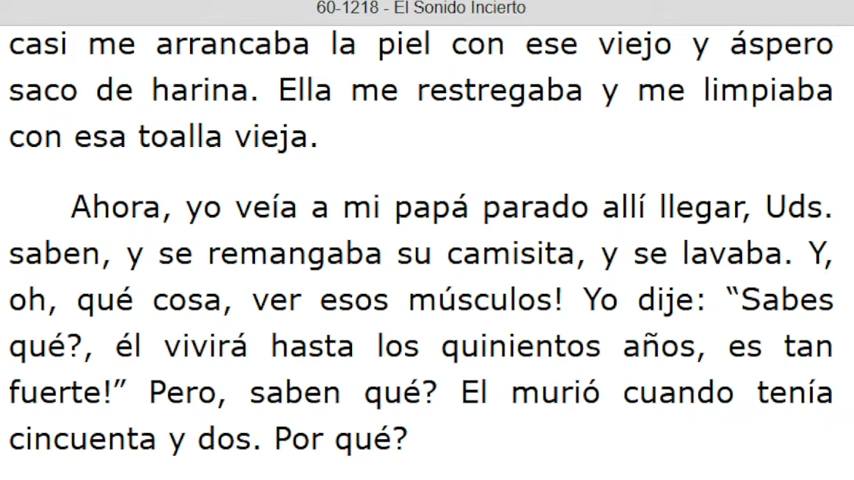 60-1218 - El Sonido Incierto
casi me arrancaba la piel con ese viejo y áspero
saco de harina. Ella me restregaba y me limpiaba
con esa toalla vieja.
Ahora, yo veía a mi papá parado allí llegar, Uds.
saben, y se remangaba su camisita, y se lavaba. Y,
oh, qué cosa, ver esos músculos! Yo dije: “Sabes
qué?, él vivirá hasta los quinientos años, es tan
fuerte!” Pero, saben qué? El murió cuando tenía
cincuenta y dos. Por qué?